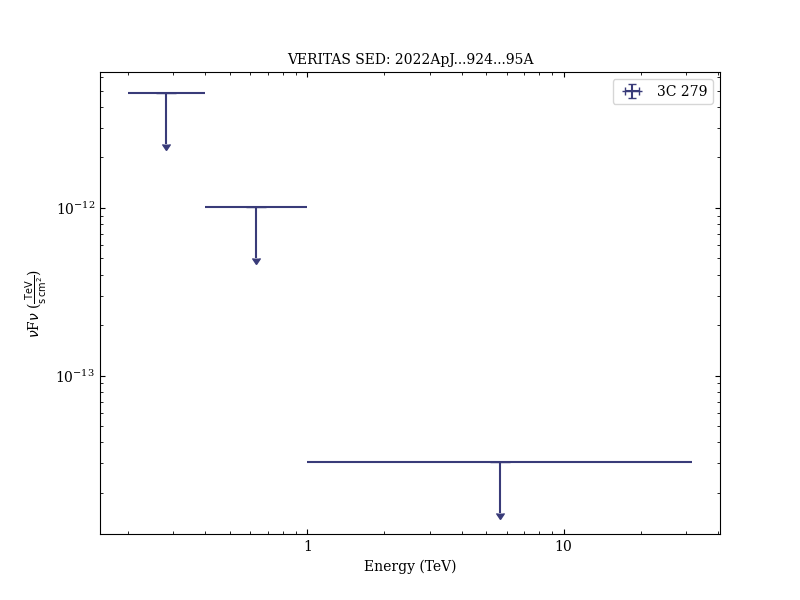 VERITAS SED: 2022ApJ...924...95A
3C 279
10⁻¹²
10⁻¹³
νFν (TeV / s cm²)
1 10
Energy (TeV)